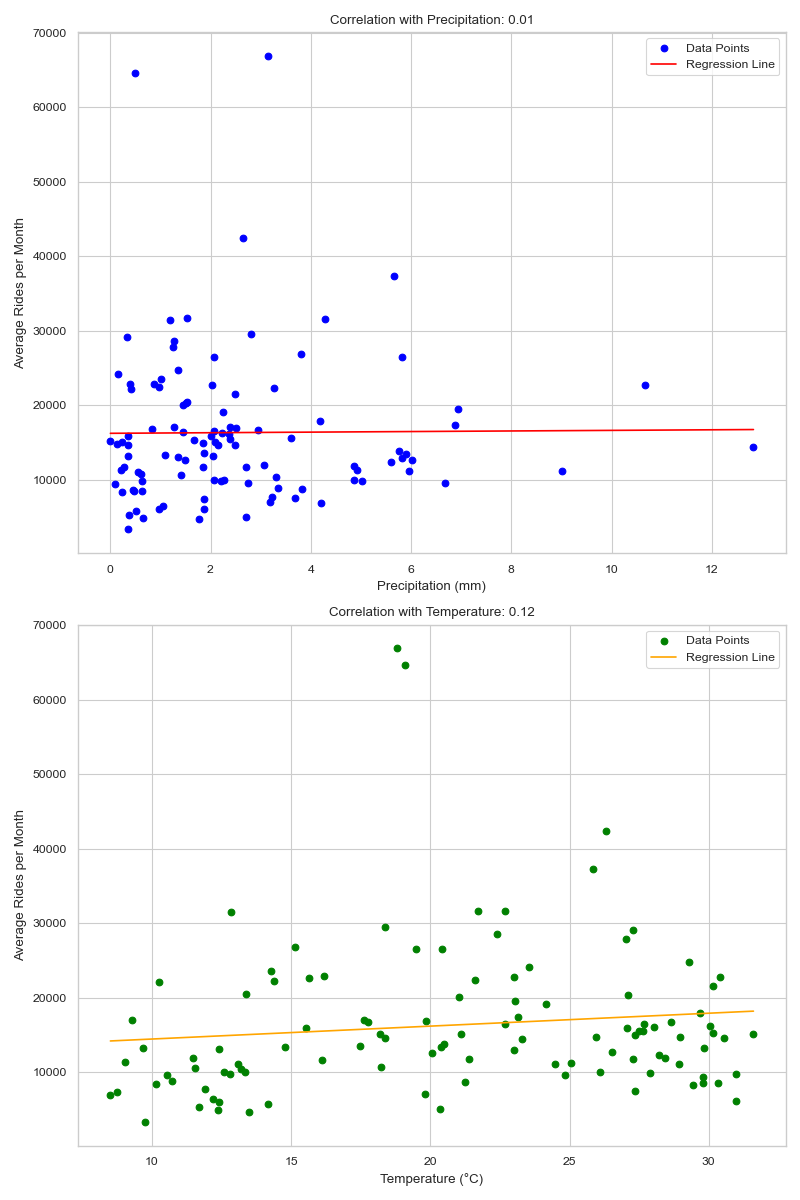 Correlation with Precipitation: 0.01
70000
60000
50000
40000
30000
20000
10000
Average Rides per Month
Data Points
Regression Line
0 2 4 6 8 10 12
Precipitation (mm)
Correlation with Temperature: 0.12
70000
60000
50000
40000
30000
20000
10000
Average Rides per Month
Data Points
Regression Line
10 15 20 25 30
Temperature (°C)